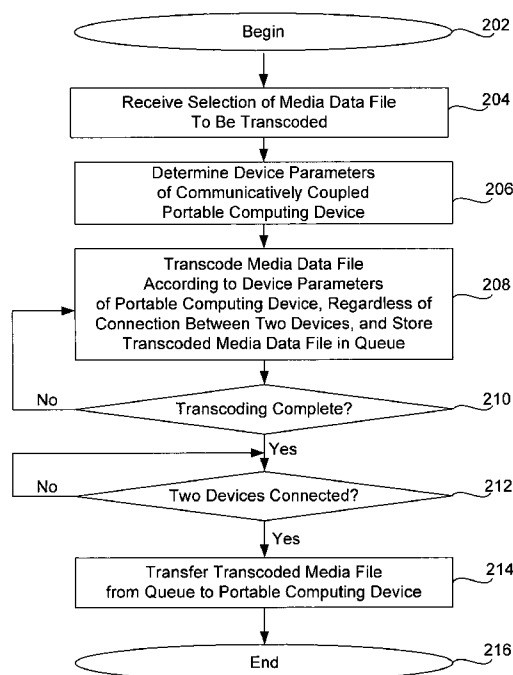 Begin
202
Receive Selection of Media Data File
To Be Transcoded
204
Determine Device Parameters
of Communicatively Coupled
Portable Computing Device
206
Transcode Media Data File
According to Device Parameters
of Portable Computing Device, Regardless of
Connection Between Two Devices, and Store
Transcoded Media Data File in Queue
208
No
Transcoding Complete?
210
Yes
No
Two Devices Connected?
212
Yes
Transfer Transcoded Media File
from Queue to Portable Computing Device
214
End
216